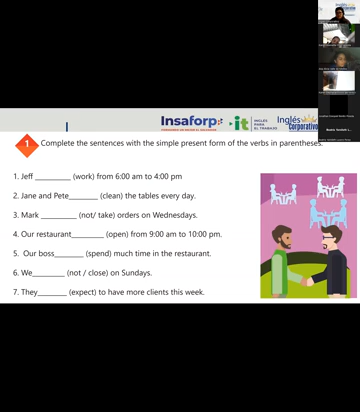 Insaforp
it
INGLÉS
PARA
EL TRABAJO
Inglés
corporativo
1 Complete the sentences with the simple present form of the verbs in parentheses.
1. Jeff __________ (work) from 6:00 am to 4:00 pm
2. Jane and Pete________ (clean) the tables every day.
3. Mark __________ (not/ take) orders on Wednesdays.
4. Our restaurant_________ (open) from 9:00 am to 10:00 pm.
5. Our boss________ (spend) much time in the restaurant.
6. We_________ (not / close) on Sundays.
7. They________ (expect) to have more clients this week.